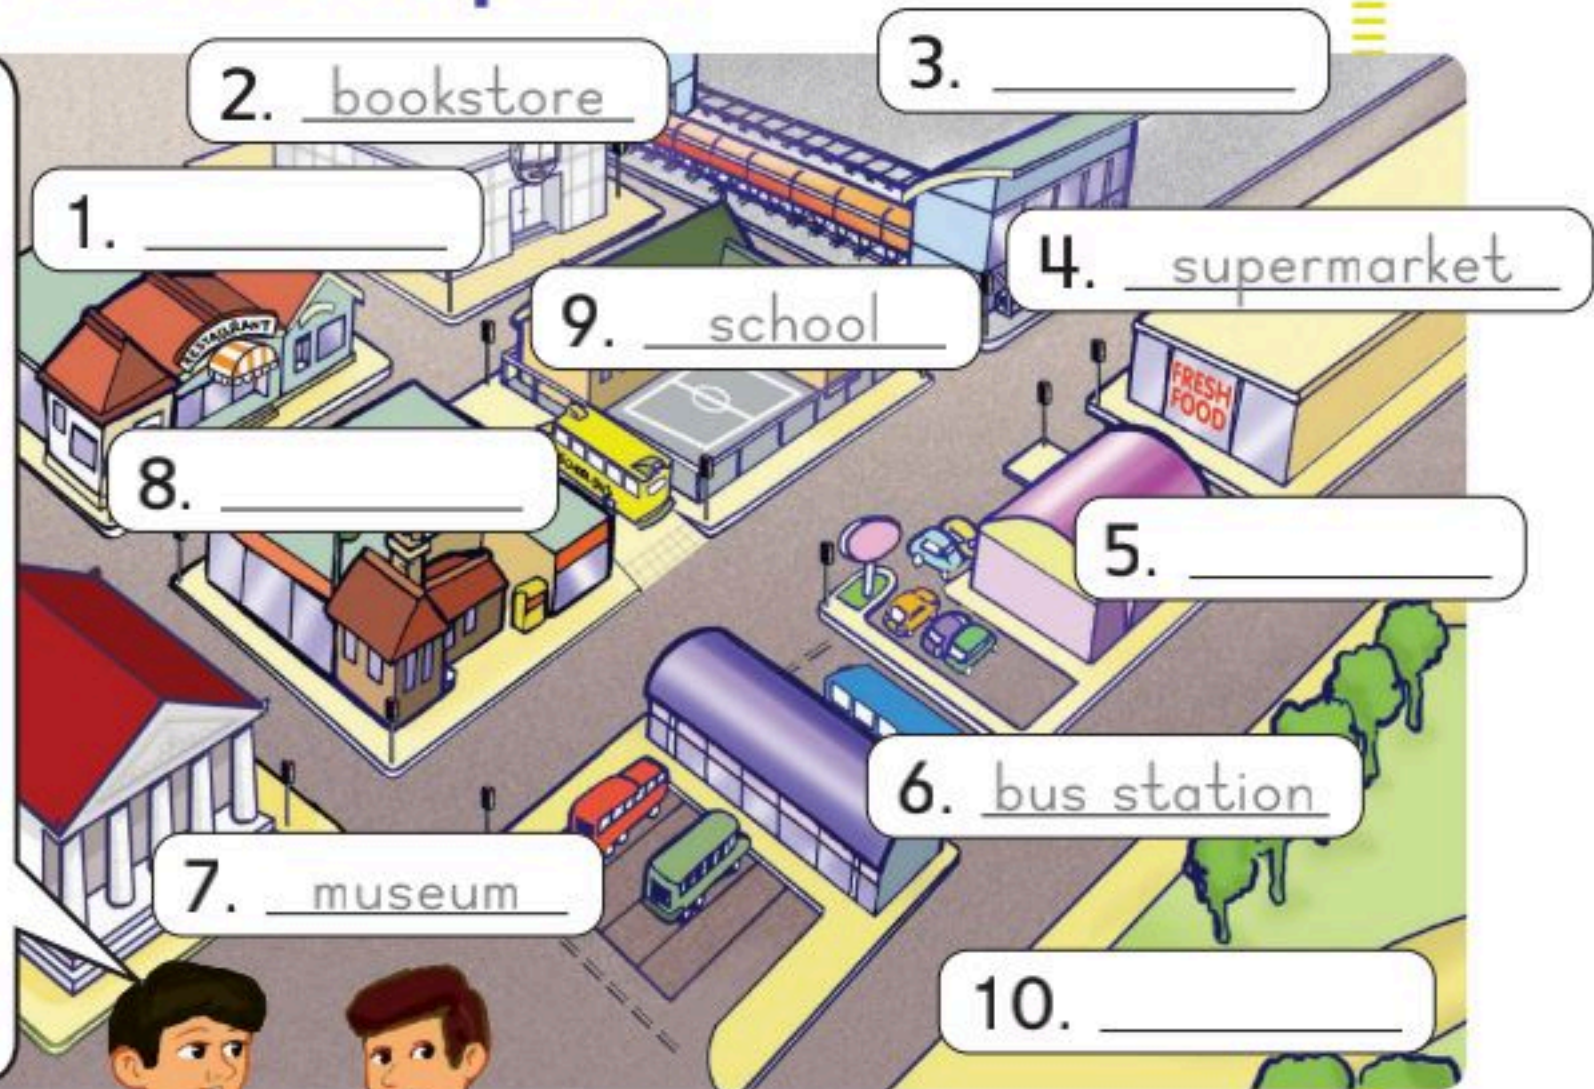 3.
2. bookstore
1.
4. supermarket
RESTAURANT
9. school
FRESH
FOOD
8.
5.
6. bus station
7. museum
10.